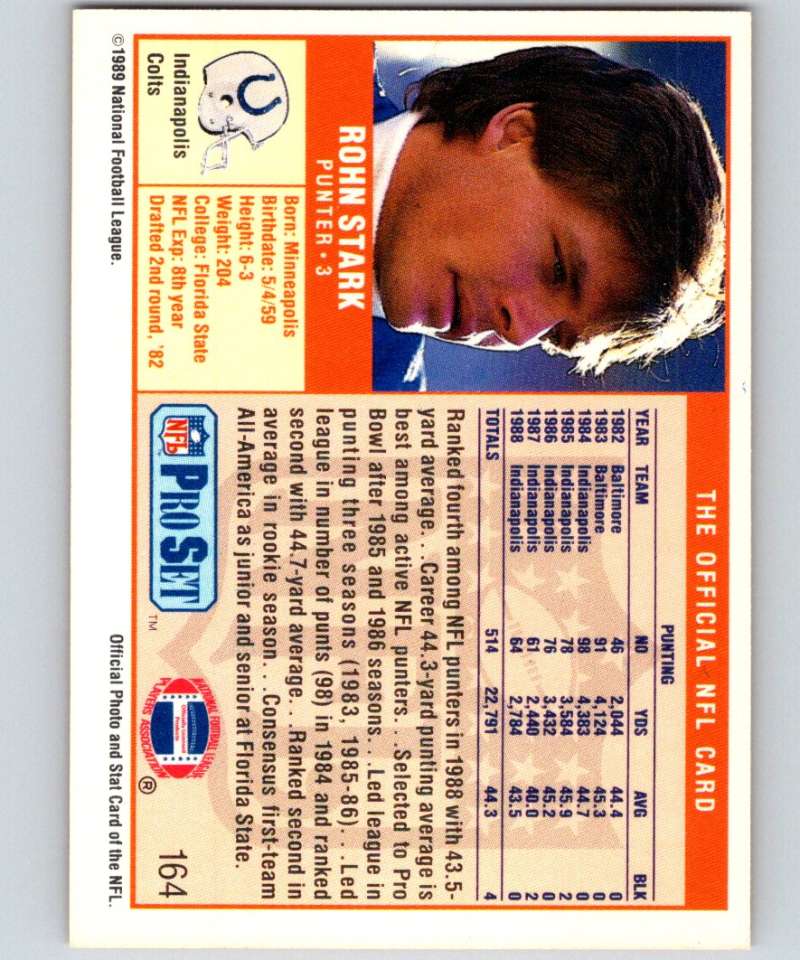 THE OFFICIAL NFL CARD
ROHN STARK
PUNTER • 3
Indianapolis
Colts
Born: Minneapolis
Birthdate: 5/4/59
Height: 6-3
Weight: 204
College: Florida State
NFL Exp: 8th year
Drafted 2nd round, '82
PUNTING
YEAR TEAM NO YDS AVG BLK
1982 Baltimore 46 2,044 44.4 0
1983 Baltimore 91 4,124 45.3 0
1984 Indianapolis 98 4,383 44.7 0
1985 Indianapolis 78 3,584 45.9 2
1986 Indianapolis 76 3,432 45.2 0
1987 Indianapolis 61 2,440 40.0 2
1988 Indianapolis 64 2,784 43.5 0
TOTALS 514 22,791 44.3 4
Ranked fourth among NFL punters in 1988 with 43.5-
yard average. . .Career 44.3-yard punting average is
best among active NFL punters. . .Selected to Pro
Bowl after 1985 and 1986 seasons. . .Led league in
punting three seasons (1983, 1985-86). . .Led
league in number of punts (98) in 1984 and ranked
second with 44.7-yard average. . .Ranked second in
average in rookie season. . .Consensus first-team
All-America as junior and senior at Florida State.
NFL
PRO SET
TM
NATIONAL FOOTBALL LEAGUE
PLAYERS ASSOCIATION
Officially Licensed
Products
®
164
©1989 National Football League.
Official Photo and Stat Card of the NFL.